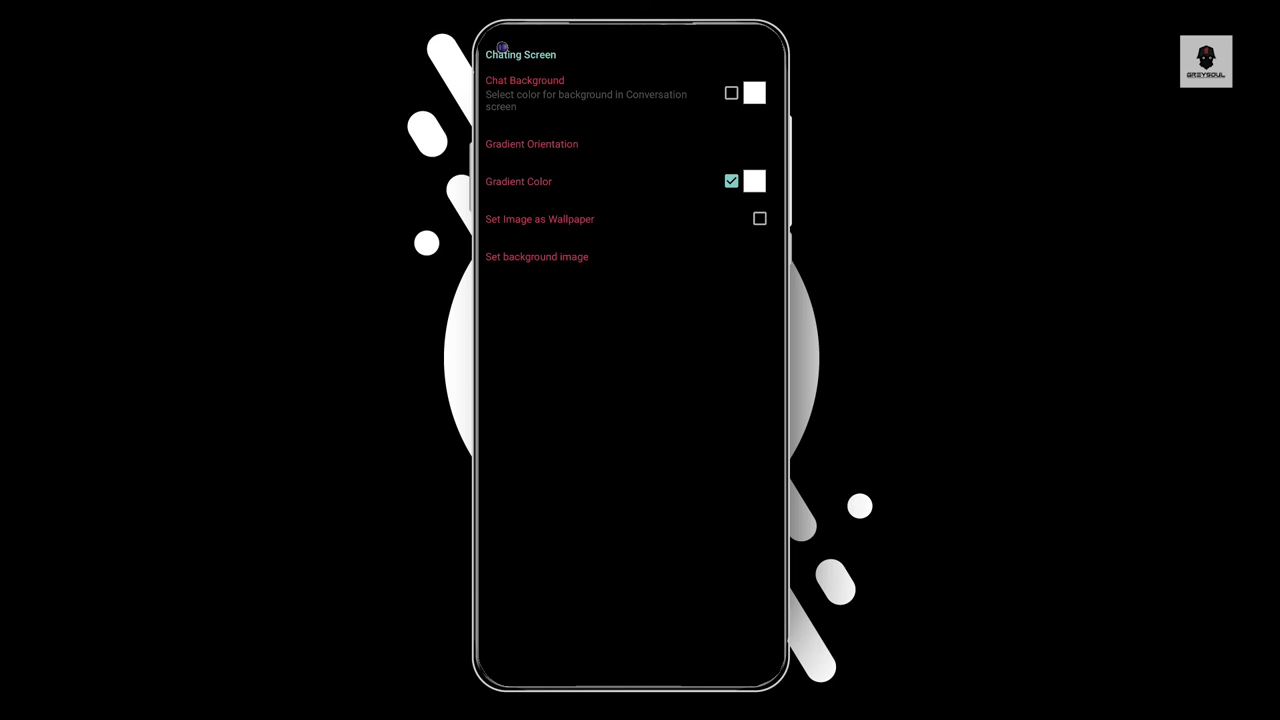 Chating Screen
Chat Background
Select color for background in Conversation
screen
Gradient Orientation
Gradient Color
Set Image as Wallpaper
Set background image
GREYSOUL